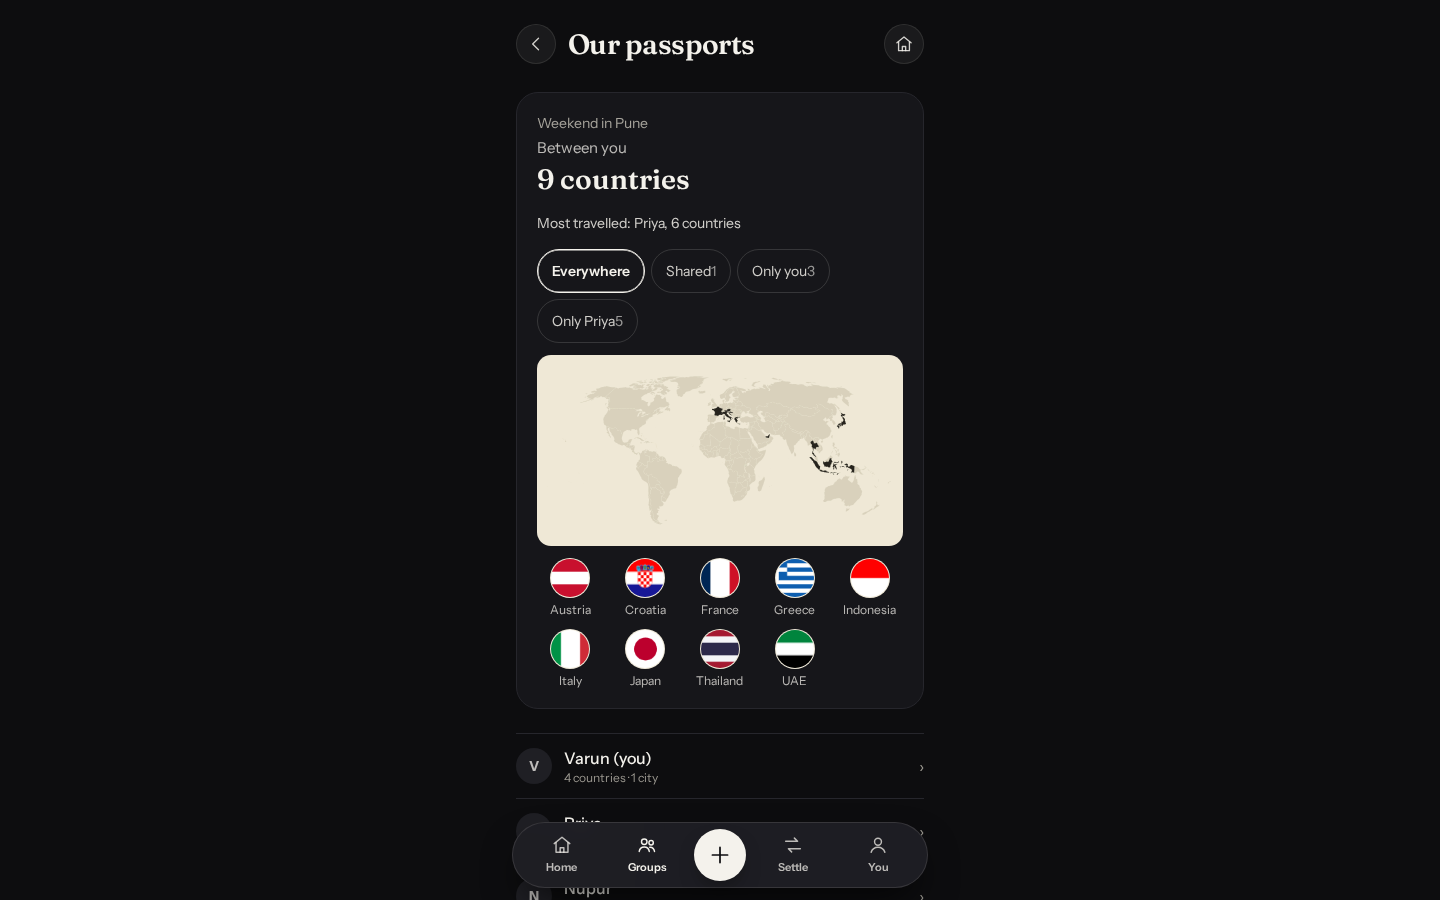 Our passports
Weekend in Pune
Between you
9 countries
Most travelled: Priya, 6 countries
Everywhere
Shared1
Only you3
Only Priya5
Austria
Croatia
France
Greece
Indonesia
Italy
Japan
Thailand
UAE
V
Varun (you)
4 countries · 1 city
Priya
N
Nupur
Home
Groups
Settle
You